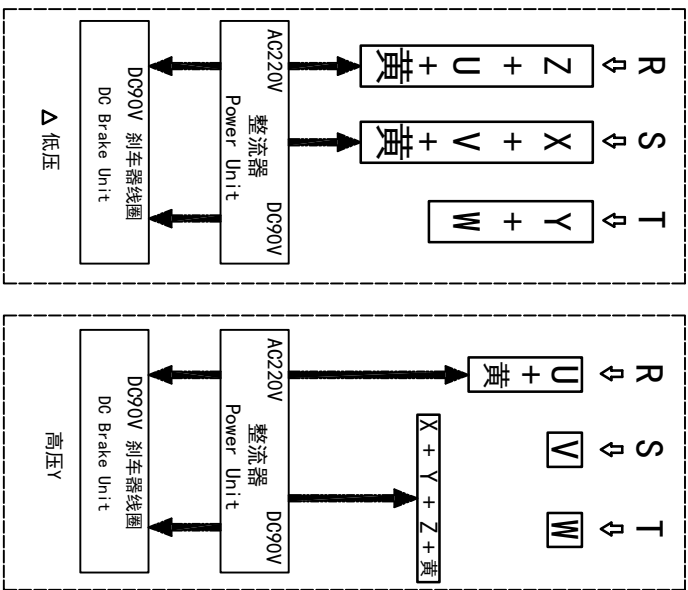 R S T
Z + U + 黄
X + V + 黄
Y + W
AC220V 整流器 DC90V
Power Unit
DC90V 刹车器线圈
DC Brake Unit
Δ 低压
R S T
U + 黄
V
W
X + Y + Z + 黄
AC220V 整流器 DC90V
Power Unit
DC90V 刹车器线圈
DC Brake Unit
高压Y